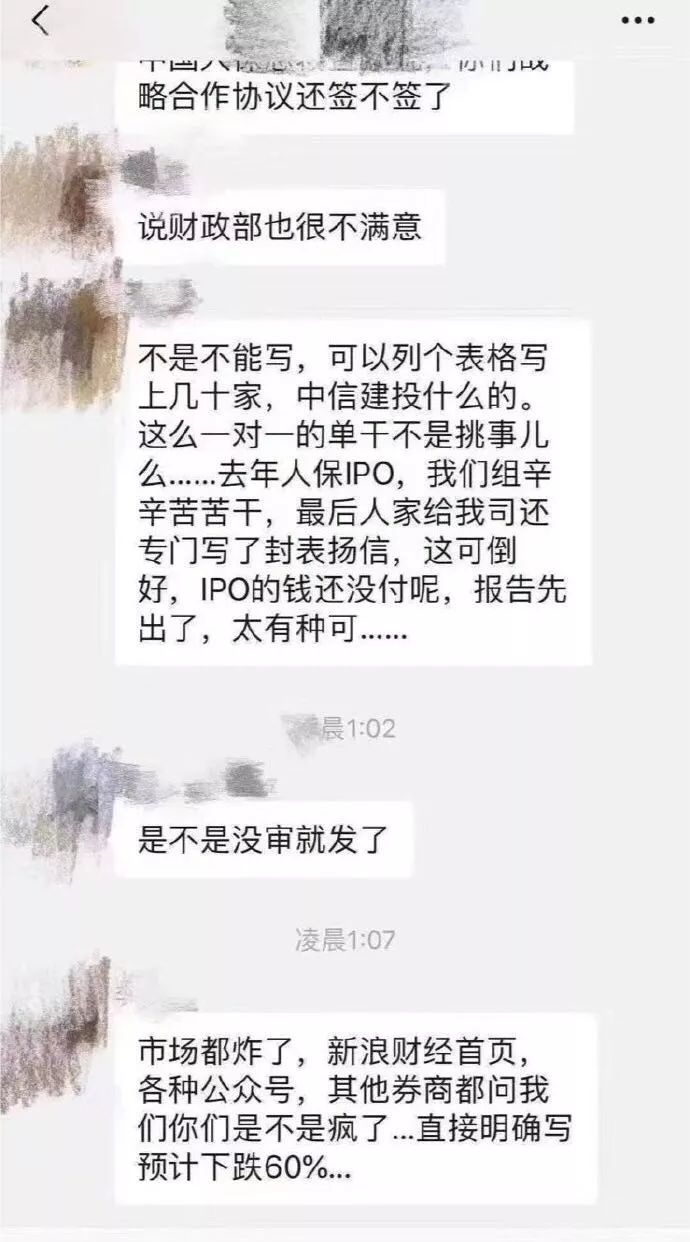 略合作协议还签不签了
说财政部也很不满意
不是不能写，可以列个表格写
上几十家，中信建投什么的。
这么一对一的单干不是挑事儿
么……去年人保IPO，我们组辛
辛苦苦干，最后人家给我司还
专门写了封表扬信，这可倒
好，IPO的钱还没付呢，报告先
出了，太有种可……
晨1:02
是不是没审就发了
凌晨1:07
市场都炸了，新浪财经首页，
各种公众号，其他券商都问我
们你们是不是疯了...直接明确写
预计下跌60%...